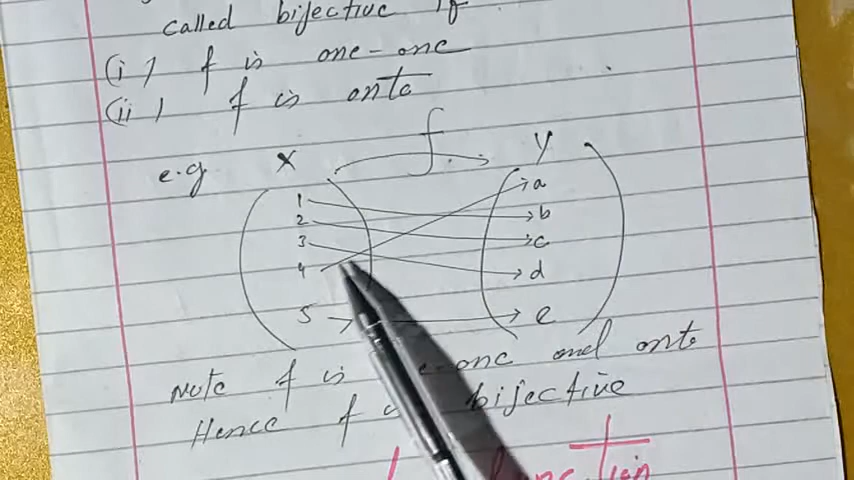 called bijective if
(i) f is one-one
(ii) f is onto
f
e.g X Y
1 a
2 b
3 c
4 d
5 e
Note f is e-one and onto
Hence f bijective